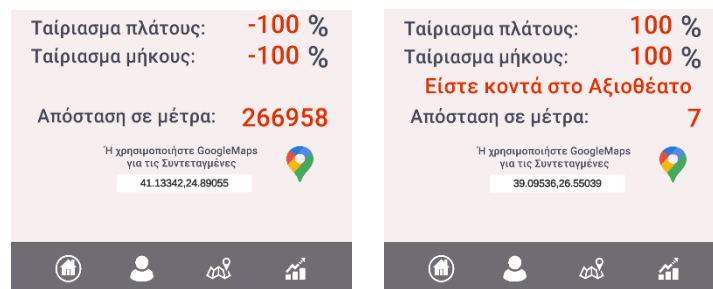 Ταίριασμα πλάτους: -100 %
Ταίριασμα μήκους: -100 %
Απόσταση σε μέτρα: 266958
Ή χρησιμοποιήστε GoogleMaps
για τις Συντεταγμένες
41.13342,24.89055
Ταίριασμα πλάτους: 100 %
Ταίριασμα μήκους: 100 %
Είστε κοντά στο Αξιοθέατο
Απόσταση σε μέτρα: 7
Ή χρησιμοποιήστε GoogleMaps
για τις Συντεταγμένες
39.09536,26.55039